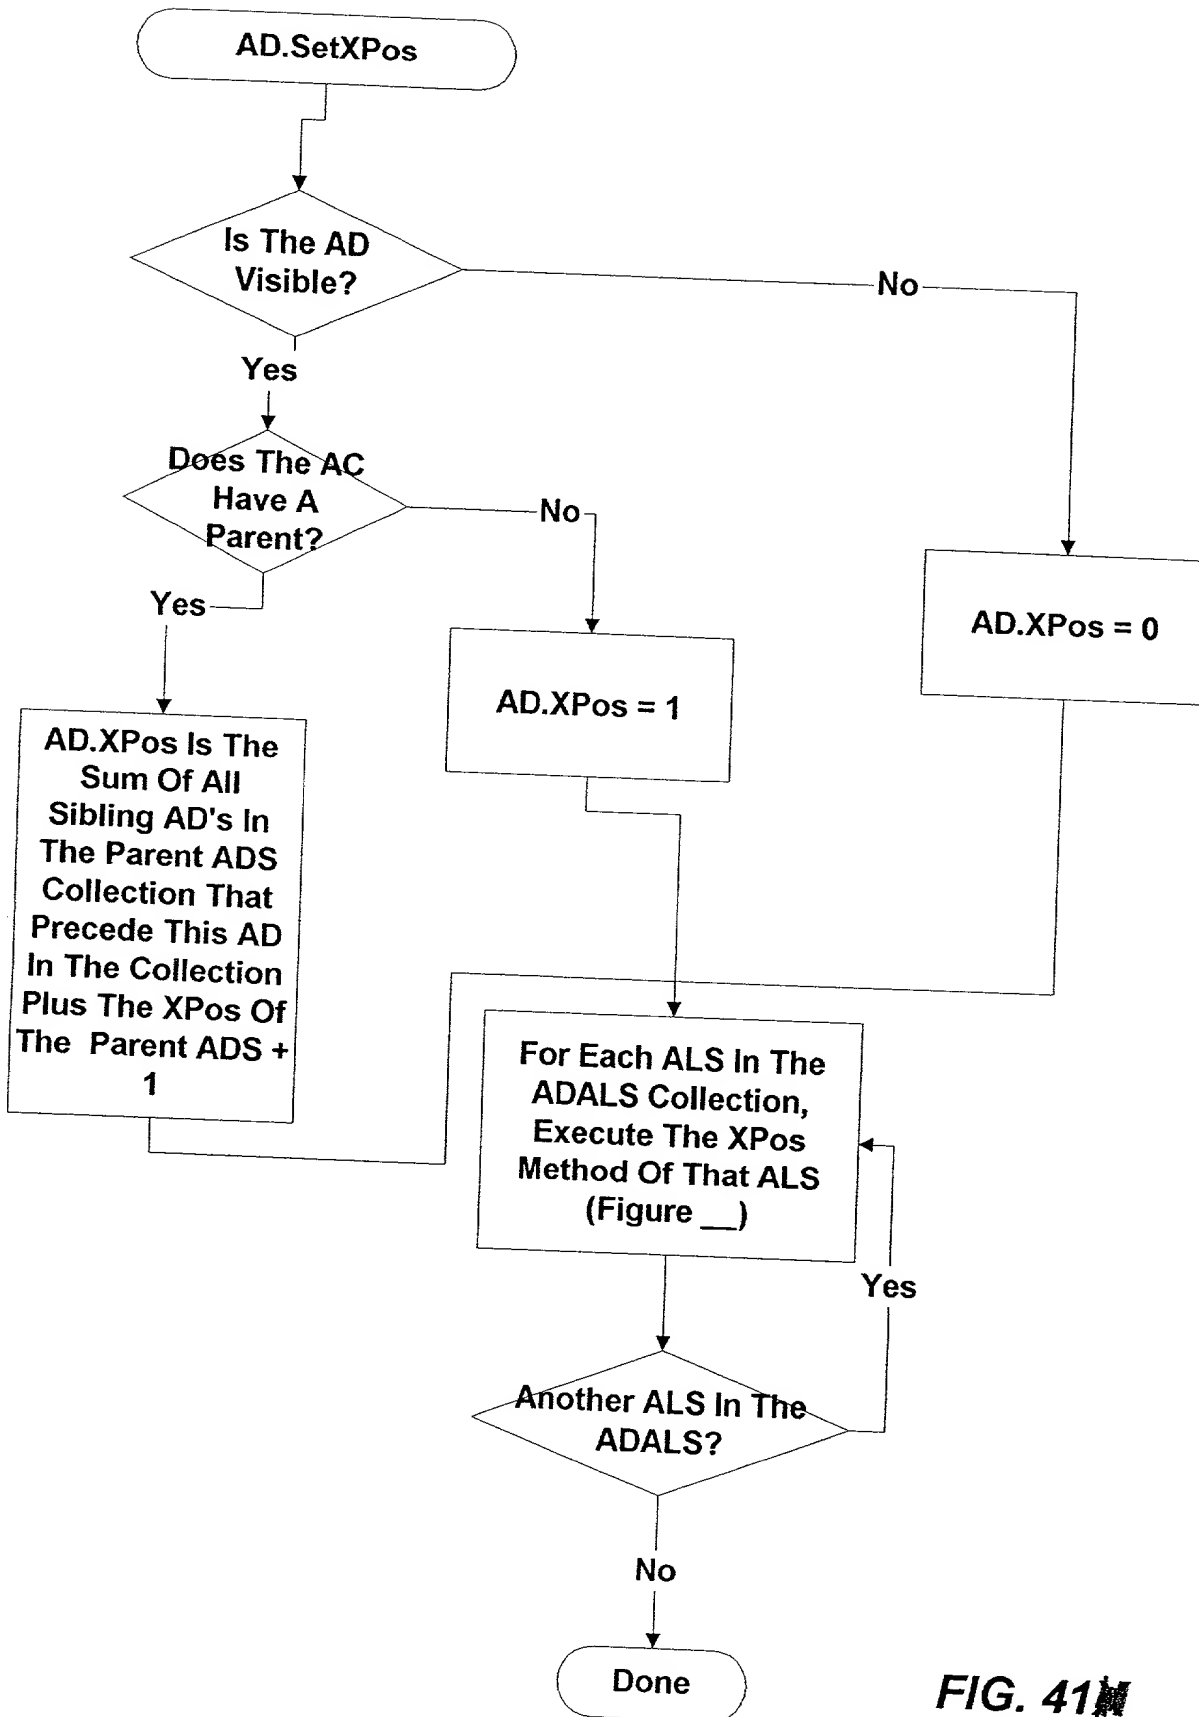 AD.SetXPos
Is The AD
Visible?
No
Yes
Does The AC
Have A
Parent?
No
Yes
AD.XPos = 0
AD.XPos = 1
AD.XPos Is The
Sum Of All
Sibling AD's In
The Parent ADS
Collection That
Precede This AD
In The Collection
Plus The XPos Of
The Parent ADS +
1
For Each ALS In The
ADALS Collection,
Execute The XPos
Method Of That ALS
(Figure __)
Yes
Another ALS In The
ADALS?
No
Done
FIG. 41